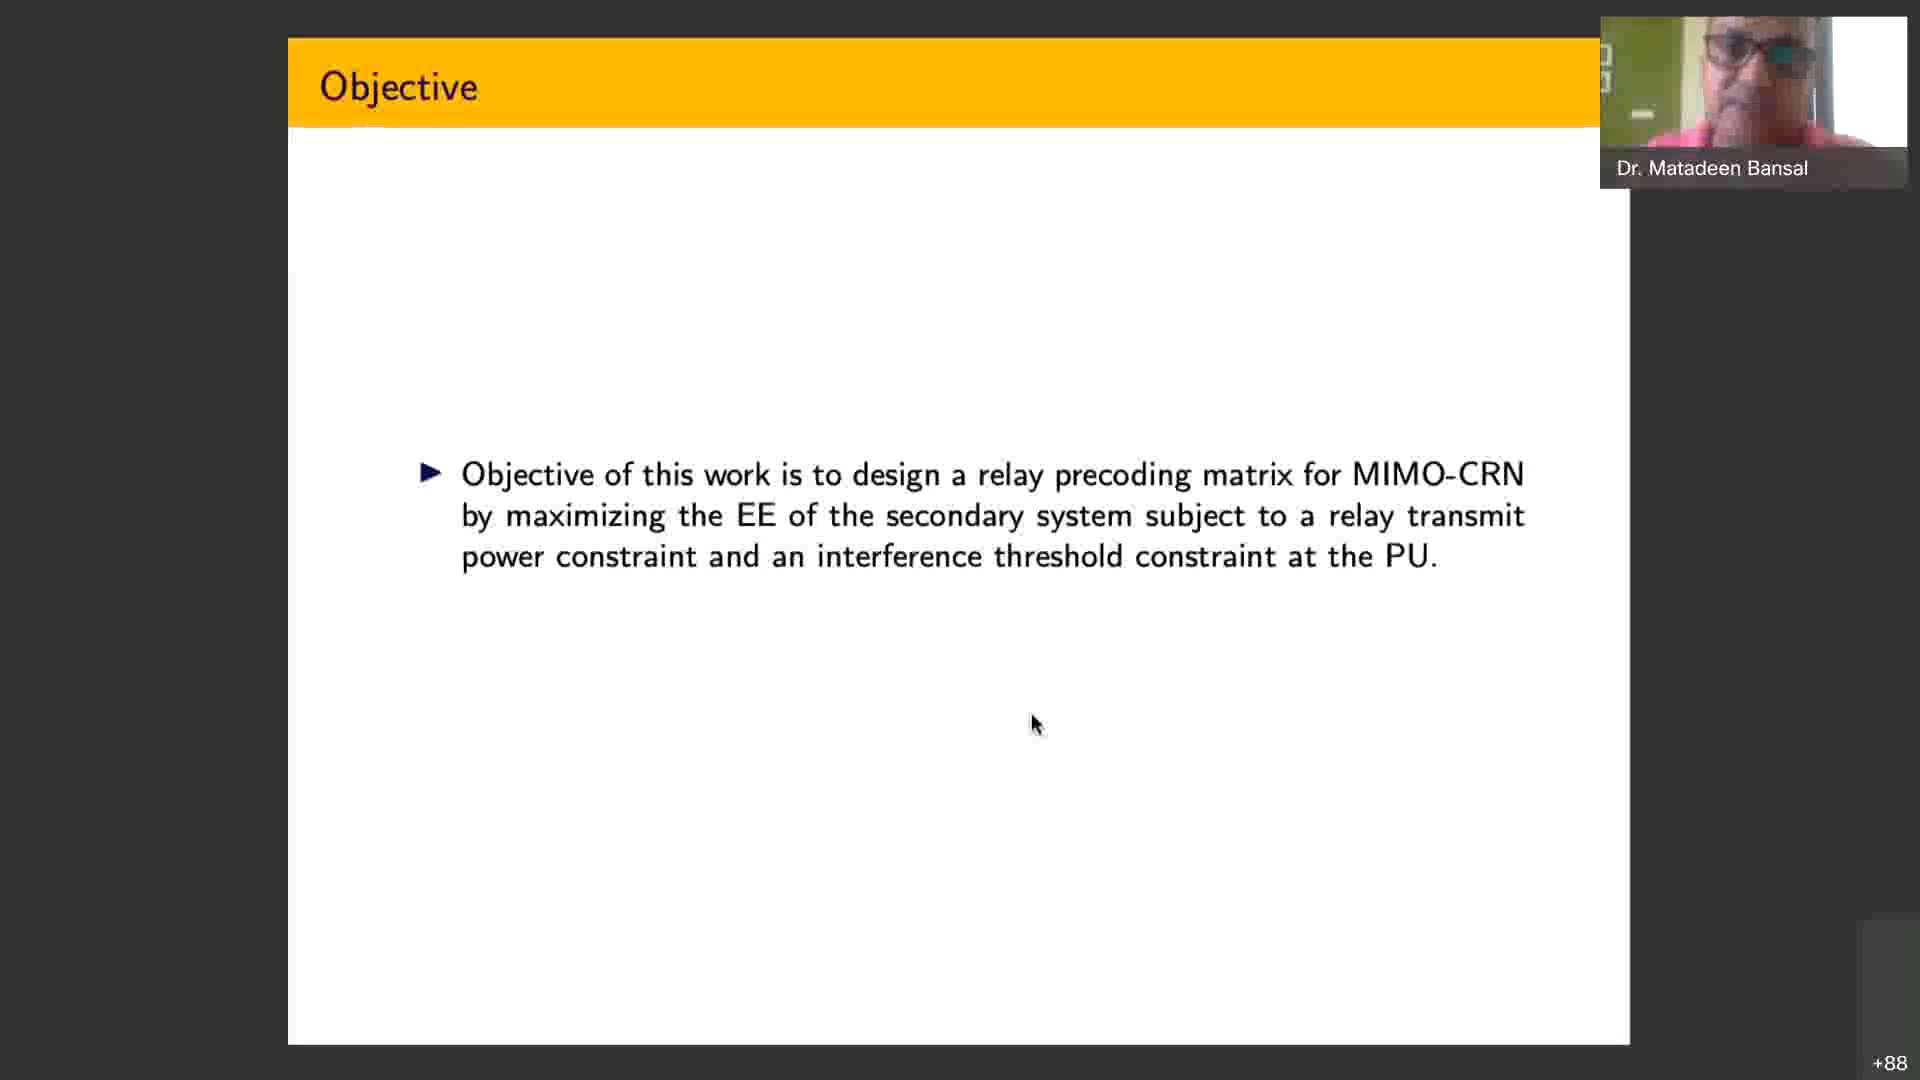 Objective
Dr. Matadeen Bansal
Objective of this work is to design a relay precoding matrix for MIMO-CRN
by maximizing the EE of the secondary system subject to a relay transmit
power constraint and an interference threshold constraint at the PU.
+88